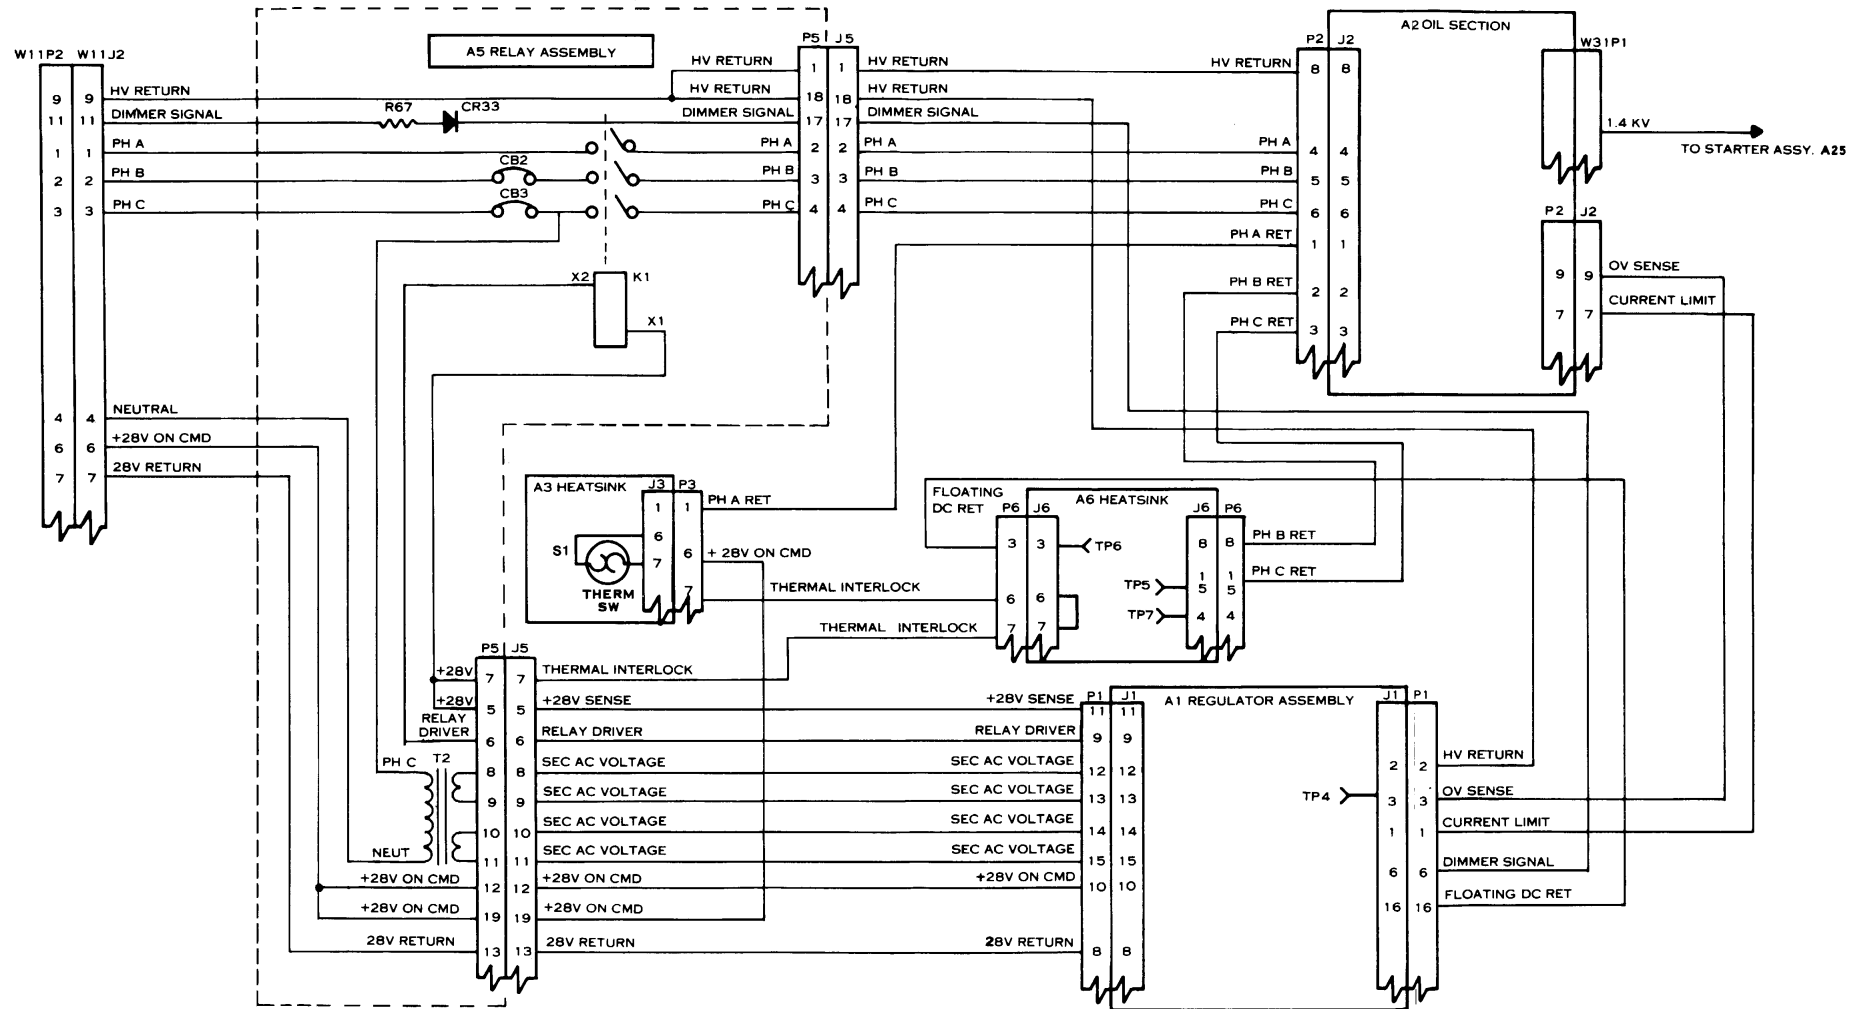 A2 OIL SECTION
A5 RELAY ASSEMBLY
P5 J5
P2 J2
W31P1
W11P2 W11J2
HV RETURN 1 1 HV RETURN
HV RETURN 8 8
9 9 HV RETURN
HV RETURN 18 18 HV RETURN
11 11 DIMMER SIGNAL
R67
CR33
DIMMER SIGNAL 17 17 DIMMER SIGNAL
1.4 KV
TO STARTER ASSY. A25
1 1 PH A
PH A 2 2 PH A
PH A 4 4
2 2 PH B
CB2
PH B 3 3 PH B
PH B 5 5
3 3 PH C
CB3
PH C 4 4 PH C
PH C 6 6
P2 J2
PH A RET 1 1
9 9 OV SENSE
X2 K1
PH B RET 2 2
7 7 CURRENT LIMIT
X1
PH C RET 3 3
4 4 NEUTRAL
6 6 +28V ON CMD
7 7 28V RETURN
A3 HEATSINK
J3 P3
1 1 PH A RET
6
S1
7
6 + 28V ON CMD
THERM
SW
7
THERMAL INTERLOCK
THERMAL INTERLOCK
FLOATING
DC RET
A6 HEATSINK
P6 J6
J6 P6
3 3 TP6
8 8 PH B RET
1 1 PH C RET
TP5 5 5
6 6
TP7 4 4
7 7
P5 J5
+28V 7 7 THERMAL INTERLOCK
+28V 5 5 +28V SENSE
RELAY
DRIVER 6 6 RELAY DRIVER
PH C
T2
8 8 SEC AC VOLTAGE
9 9 SEC AC VOLTAGE
10 10 SEC AC VOLTAGE
NEUT 11 11 SEC AC VOLTAGE
+28V ON CMD 12 12 +28V ON CMD
+28V ON CMD 19 19 +28V ON CMD
28V RETURN 13 13 28V RETURN
A1 REGULATOR ASSEMBLY
P1 J1
J1 P1
+28V SENSE 11 11
RELAY DRIVER 9 9
SEC AC VOLTAGE 12 12
SEC AC VOLTAGE 13 13
SEC AC VOLTAGE 14 14
SEC AC VOLTAGE 15 15
+28V ON CMD 10 10
28V RETURN 8 8
2 2 HV RETURN
TP4 3 3 OV SENSE
1 1 CURRENT LIMIT
6 6 DIMMER SIGNAL
16 16 FLOATING DC RET